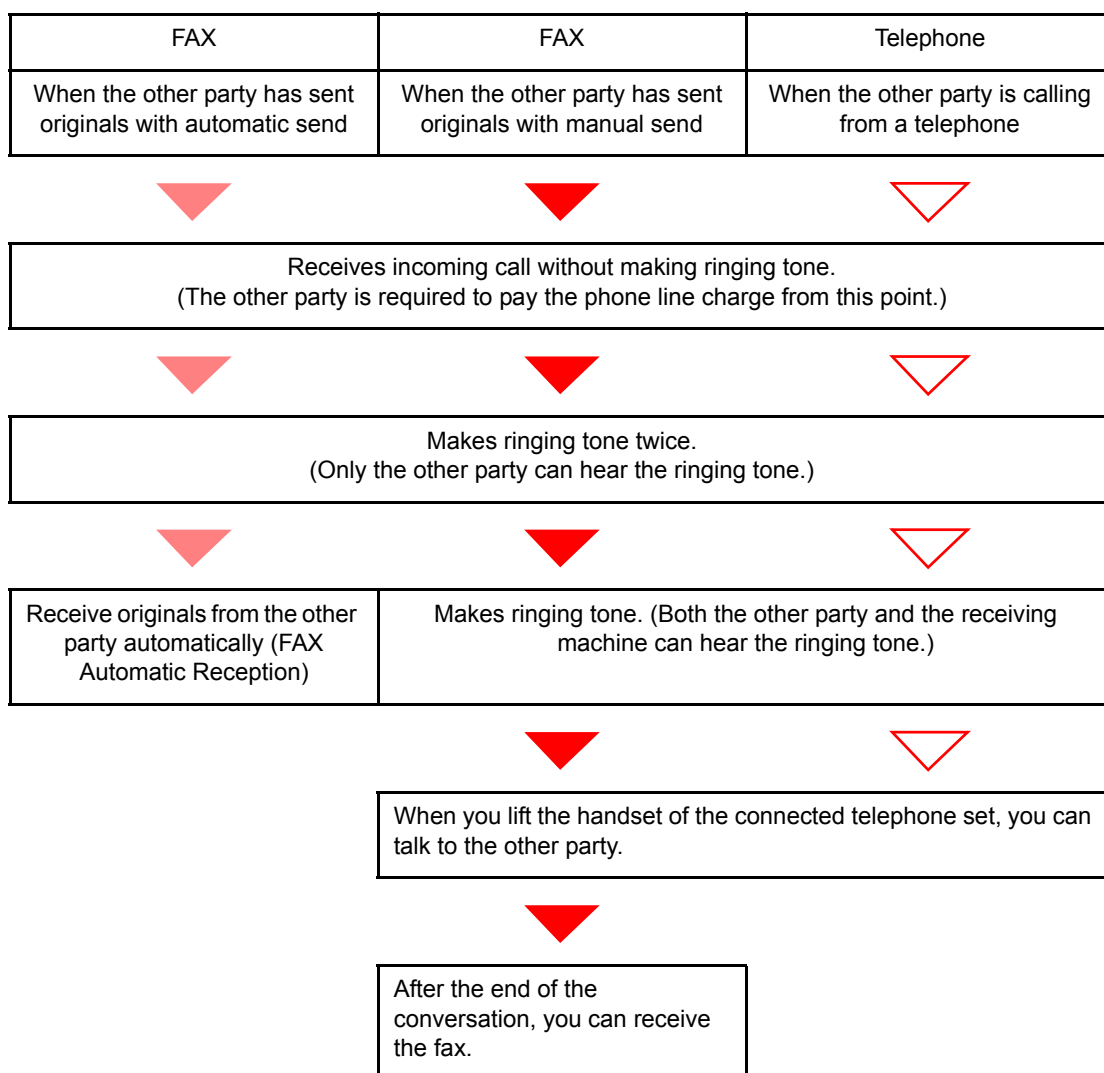 FAX
FAX
Telephone
When the other party has sent
originals with automatic send
When the other party has sent
originals with manual send
When the other party is calling
from a telephone
Receives incoming call without making ringing tone.
(The other party is required to pay the phone line charge from this point.)
Makes ringing tone twice.
(Only the other party can hear the ringing tone.)
Receive originals from the other
party automatically (FAX
Automatic Reception)
Makes ringing tone. (Both the other party and the receiving
machine can hear the ringing tone.)
When you lift the handset of the connected telephone set, you can
talk to the other party.
After the end of the
conversation, you can receive
the fax.